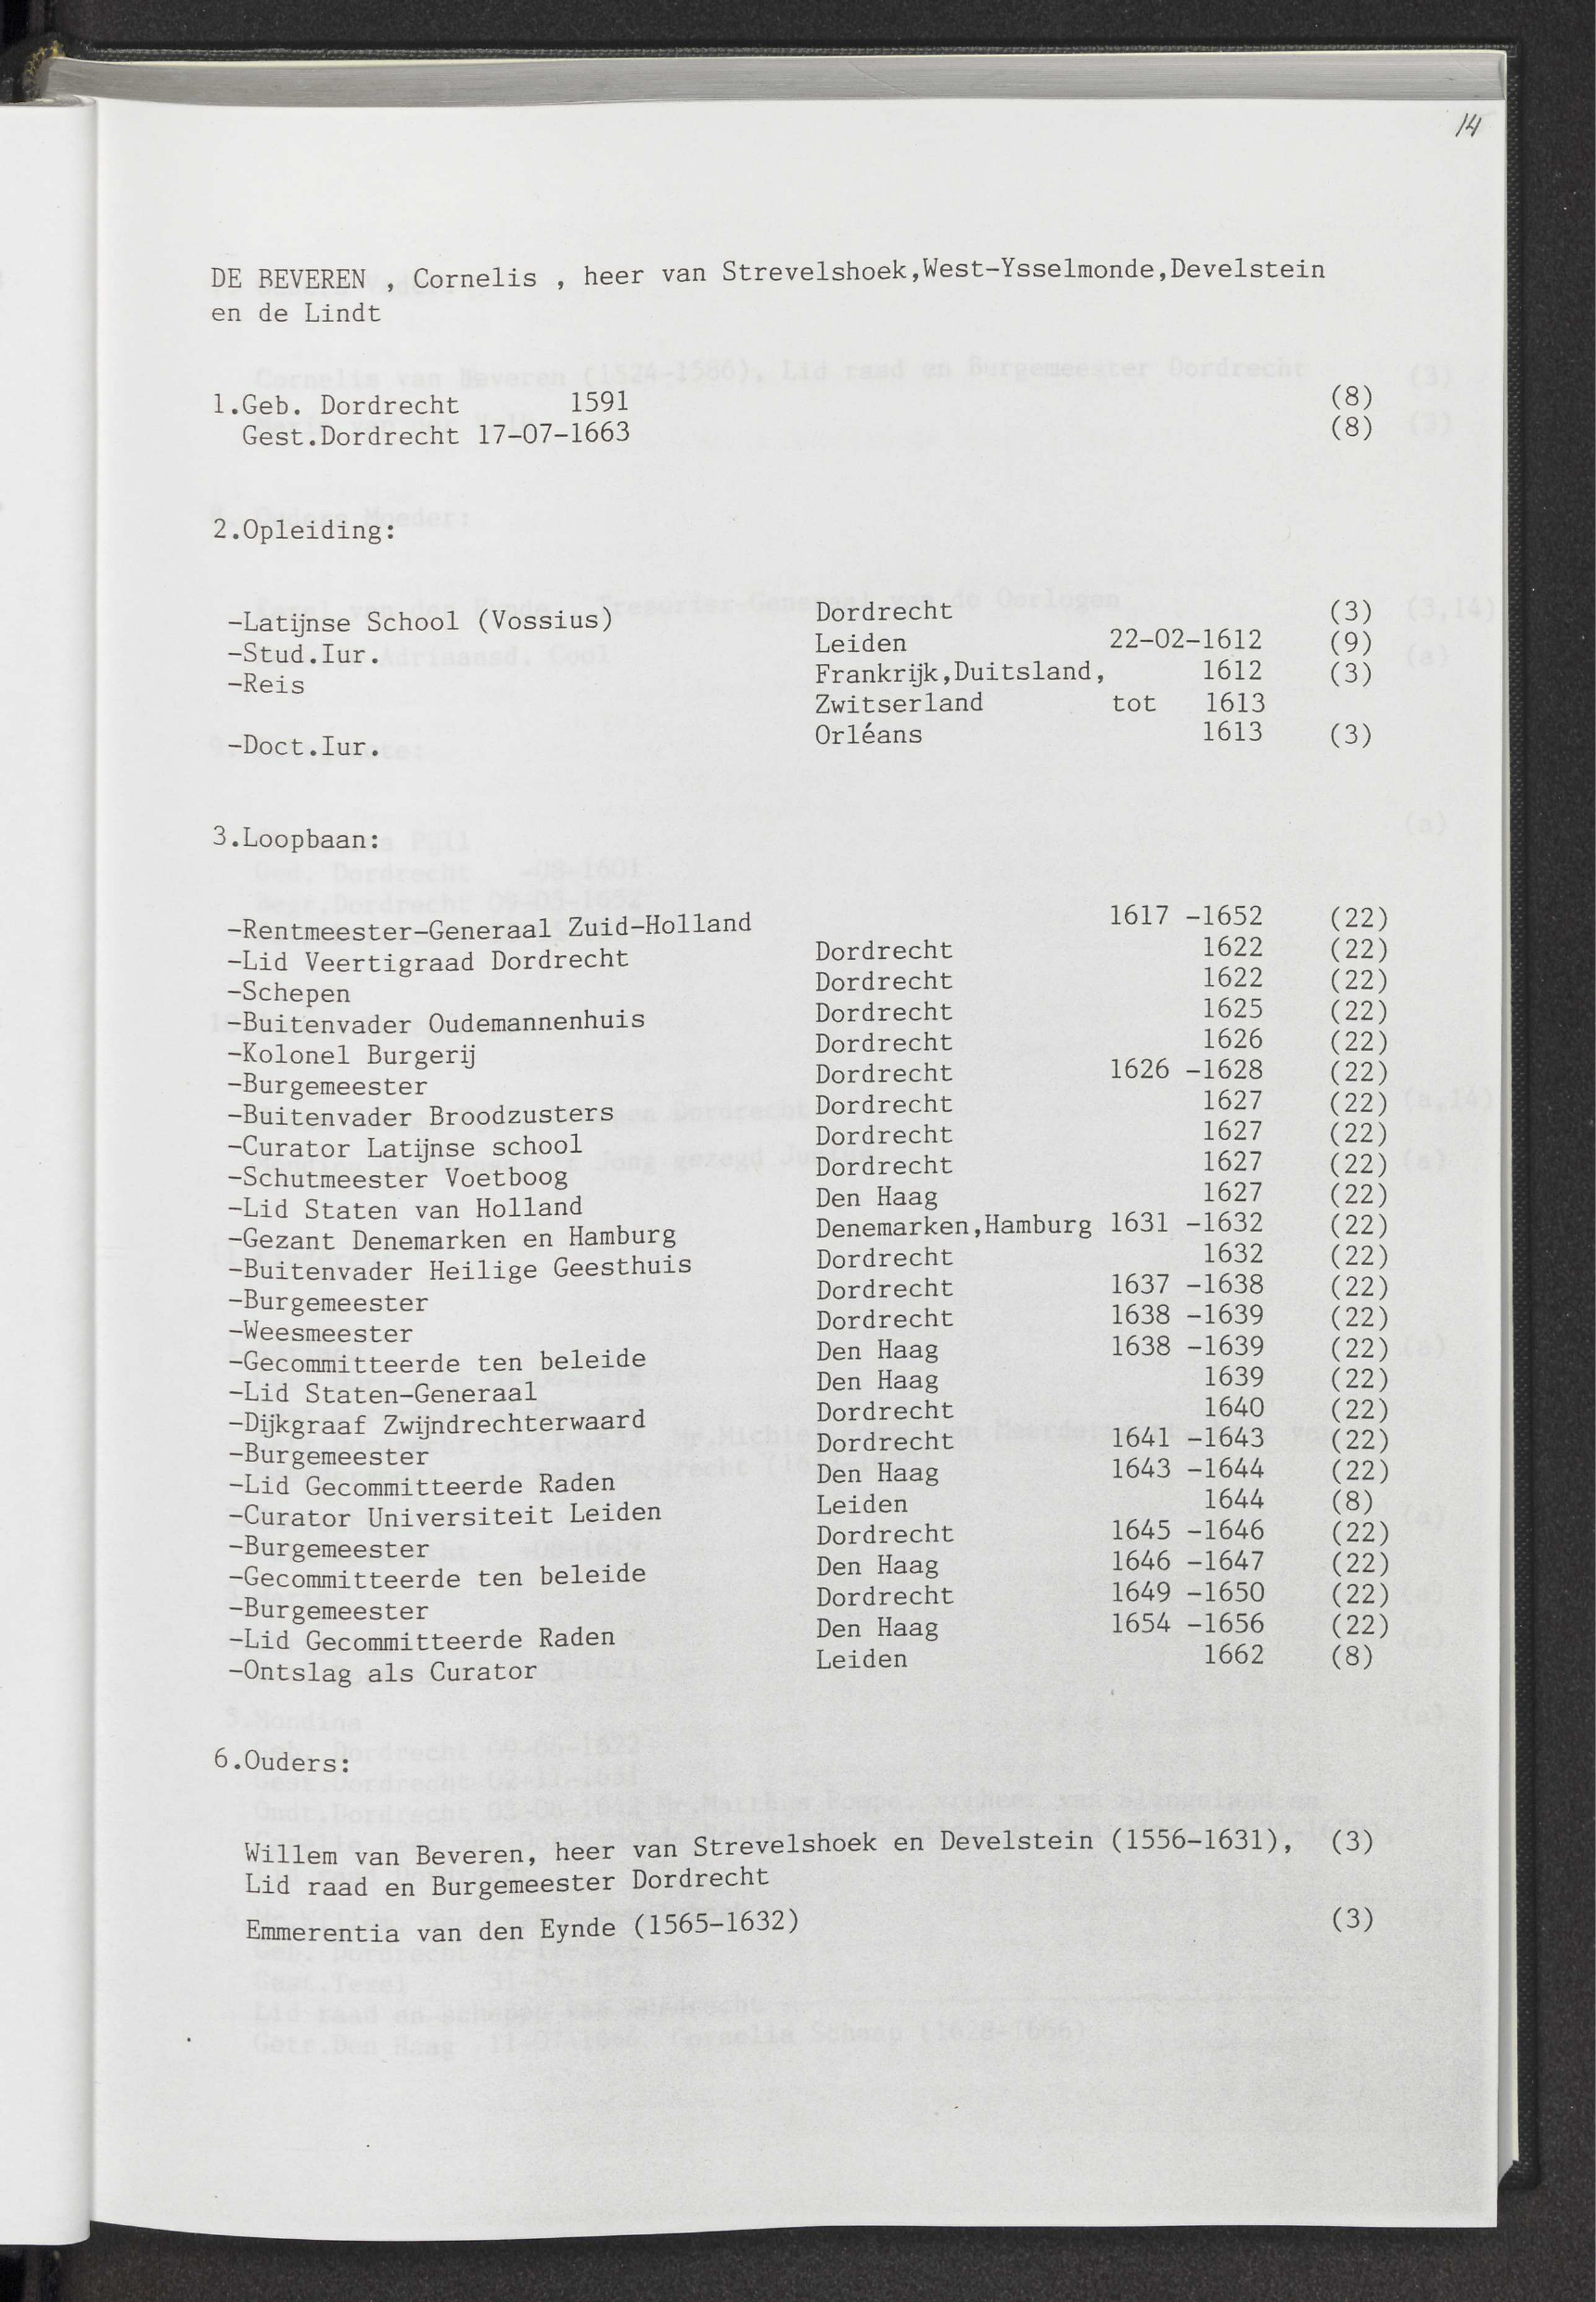 14
DE BEVEREN , Cornelis , heer van Strevelshoek,West-Ysselmonde,Develstein
en de Lindt
1.Geb. Dordrecht 1591 (8)
Gest.Dordrecht 17-07-1663 (8)
2.Opleiding:
-Latijnse School (Vossius) Dordrecht (3)
-Stud.Iur. Leiden 22-02-1612 (9)
-Reis Frankrijk,Duitsland, 1612 (3)
Zwitserland tot 1613
-Doct.Iur. Orléans 1613 (3)
3.Loopbaan:
-Rentmeester-Generaal Zuid-Holland 1617 -1652 (22)
-Lid Veertigraad Dordrecht Dordrecht 1622 (22)
-Schepen Dordrecht 1622 (22)
-Buitenvader Oudemannenhuis Dordrecht 1625 (22)
-Kolonel Burgerij Dordrecht 1626 (22)
-Burgemeester Dordrecht 1626 -1628 (22)
-Buitenvader Broodzusters Dordrecht 1627 (22)
-Curator Latijnse school Dordrecht 1627 (22)
-Schutmeester Voetboog Dordrecht 1627 (22)
-Lid Staten van Holland Den Haag 1627 (22)
-Gezant Denemarken en Hamburg Denemarken,Hamburg 1631 -1632 (22)
-Buitenvader Heilige Geesthuis Dordrecht 1632 (22)
-Burgemeester Dordrecht 1637 -1638 (22)
-Weesmeester Dordrecht 1638 -1639 (22)
-Gecommitteerde ten beleide Den Haag 1638 -1639 (22)
-Lid Staten-Generaal Den Haag 1639 (22)
-Dijkgraaf Zwijndrechterwaard Dordrecht 1640 (22)
-Burgemeester Dordrecht 1641 -1643 (22)
-Lid Gecommitteerde Raden Den Haag 1643 -1644 (22)
-Curator Universiteit Leiden Leiden 1644 (8)
-Burgemeester Dordrecht 1645 -1646 (22)
-Gecommitteerde ten beleide Den Haag 1646 -1647 (22)
-Burgemeester Dordrecht 1649 -1650 (22)
-Lid Gecommitteerde Raden Den Haag 1654 -1656 (22)
-Ontslag als Curator Leiden 1662 (8)
6.Ouders:
Willem van Beveren, heer van Strevelshoek en Develstein (1556-1631), (3)
Lid raad en Burgemeester Dordrecht
Emmerentia van den Eynde (1565-1632) (3)